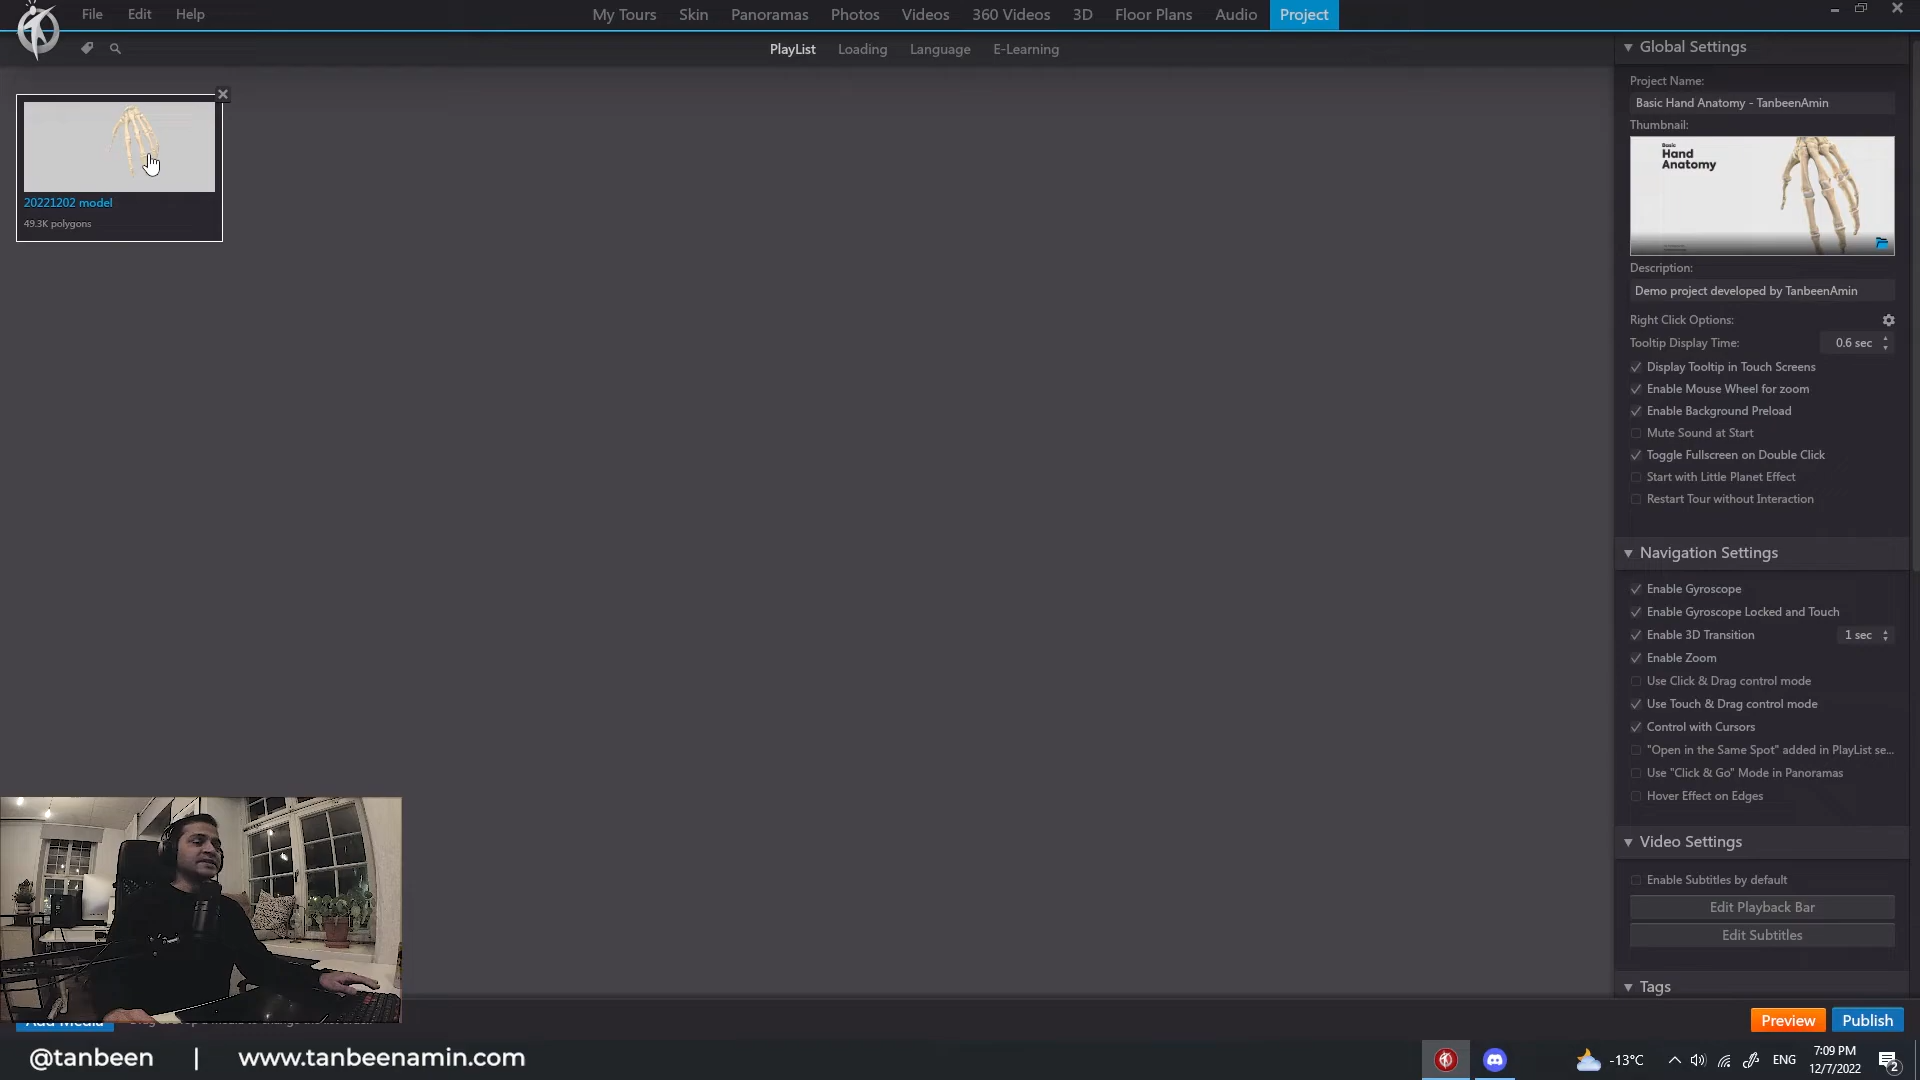 File Edit Help
My Tours Skin Panoramas Photos Videos 360 Videos 3D Floor Plans Audio Project
PlayList Loading Language E-Learning
20221202 model
49.3K polygons
Global Settings
Project Name:
Basic Hand Anatomy - TanbeenAmin
Thumbnail:
Basic
Hand
Anatomy
Description:
Demo project developed by TanbeenAmin
Right Click Options:
Tooltip Display Time: 0.6 sec
Display Tooltip in Touch Screens
Enable Mouse Wheel for zoom
Enable Background Preload
Mute Sound at Start
Toggle Fullscreen on Double Click
Start with Little Planet Effect
Restart Tour without Interaction
Navigation Settings
Enable Gyroscope
Enable Gyroscope Locked and Touch
Enable 3D Transition 1 sec
Enable Zoom
Use Click & Drag control mode
Use Touch & Drag control mode
Control with Cursors
"Open in the Same Spot" added in PlayList se...
Use "Click & Go" Mode in Panoramas
Hover Effect on Edges
Video Settings
Enable Subtitles by default
Edit Playback Bar
Edit Subtitles
Tags
Add Media
Preview Publish
@tanbeen | www.tanbeenamin.com
-13°C ENG 7:09 PM
12/7/2022 2